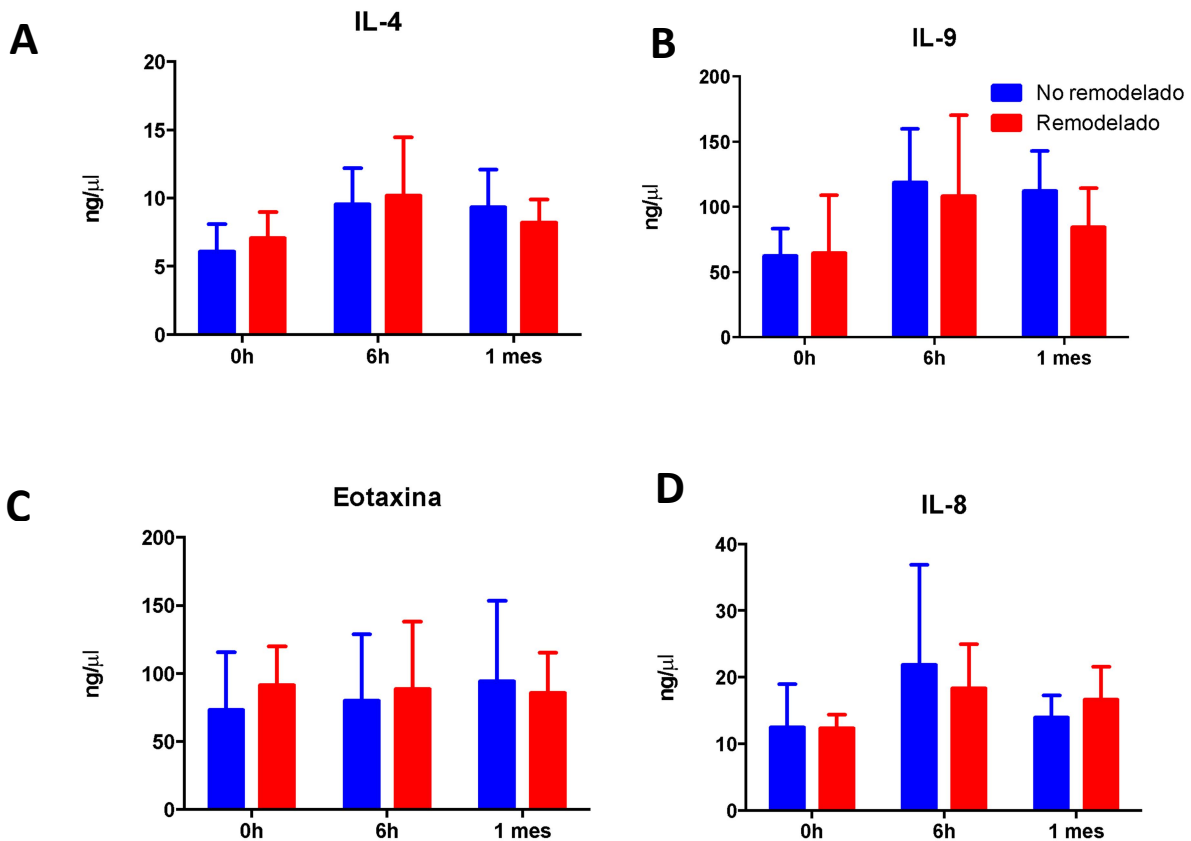 A
IL-4
20
15
10
5
0
ng/µl
0h 6h 1 mes
B
IL-9
200
150
100
50
0
ng/µl
No remodelado
Remodelado
0h 6h 1 mes
C
Eotaxina
200
150
100
50
0
ng/µl
0h 6h 1 mes
D
IL-8
40
30
20
10
0
ng/µl
0h 6h 1 mes